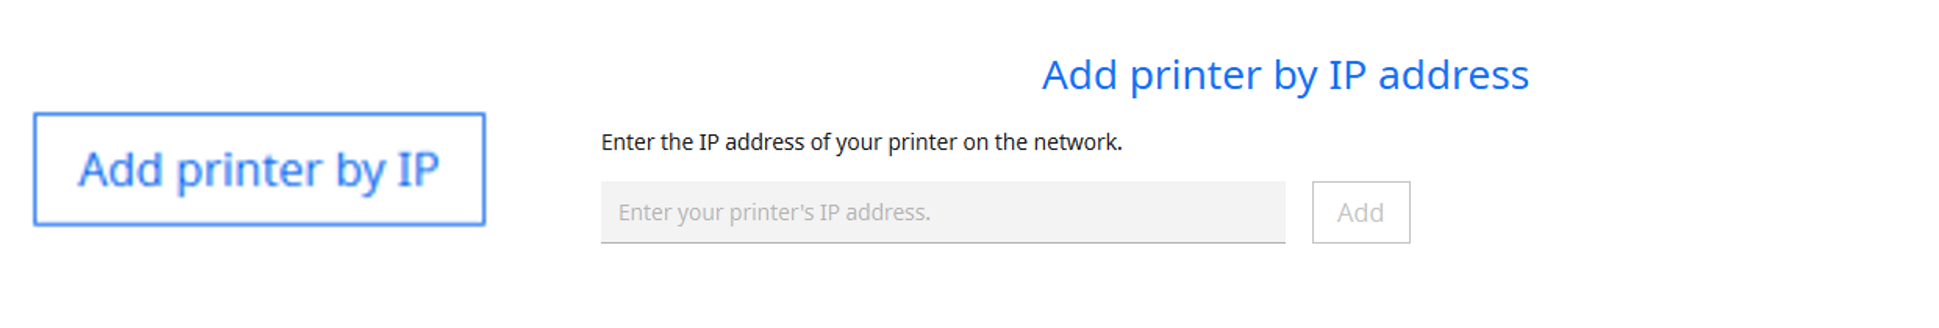 Add printer by IP
Add printer by IP address
Enter the IP address of your printer on the network.
Enter your printer's IP address.
Add